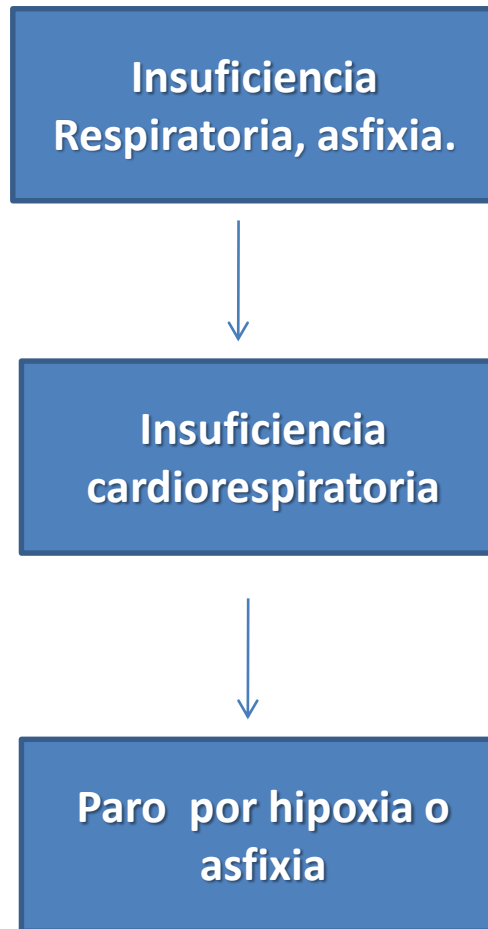 Insuficiencia
Respiratoria, asfixia.
Insuficiencia
cardiorespiratoria
Paro por hipoxia o
asfixia